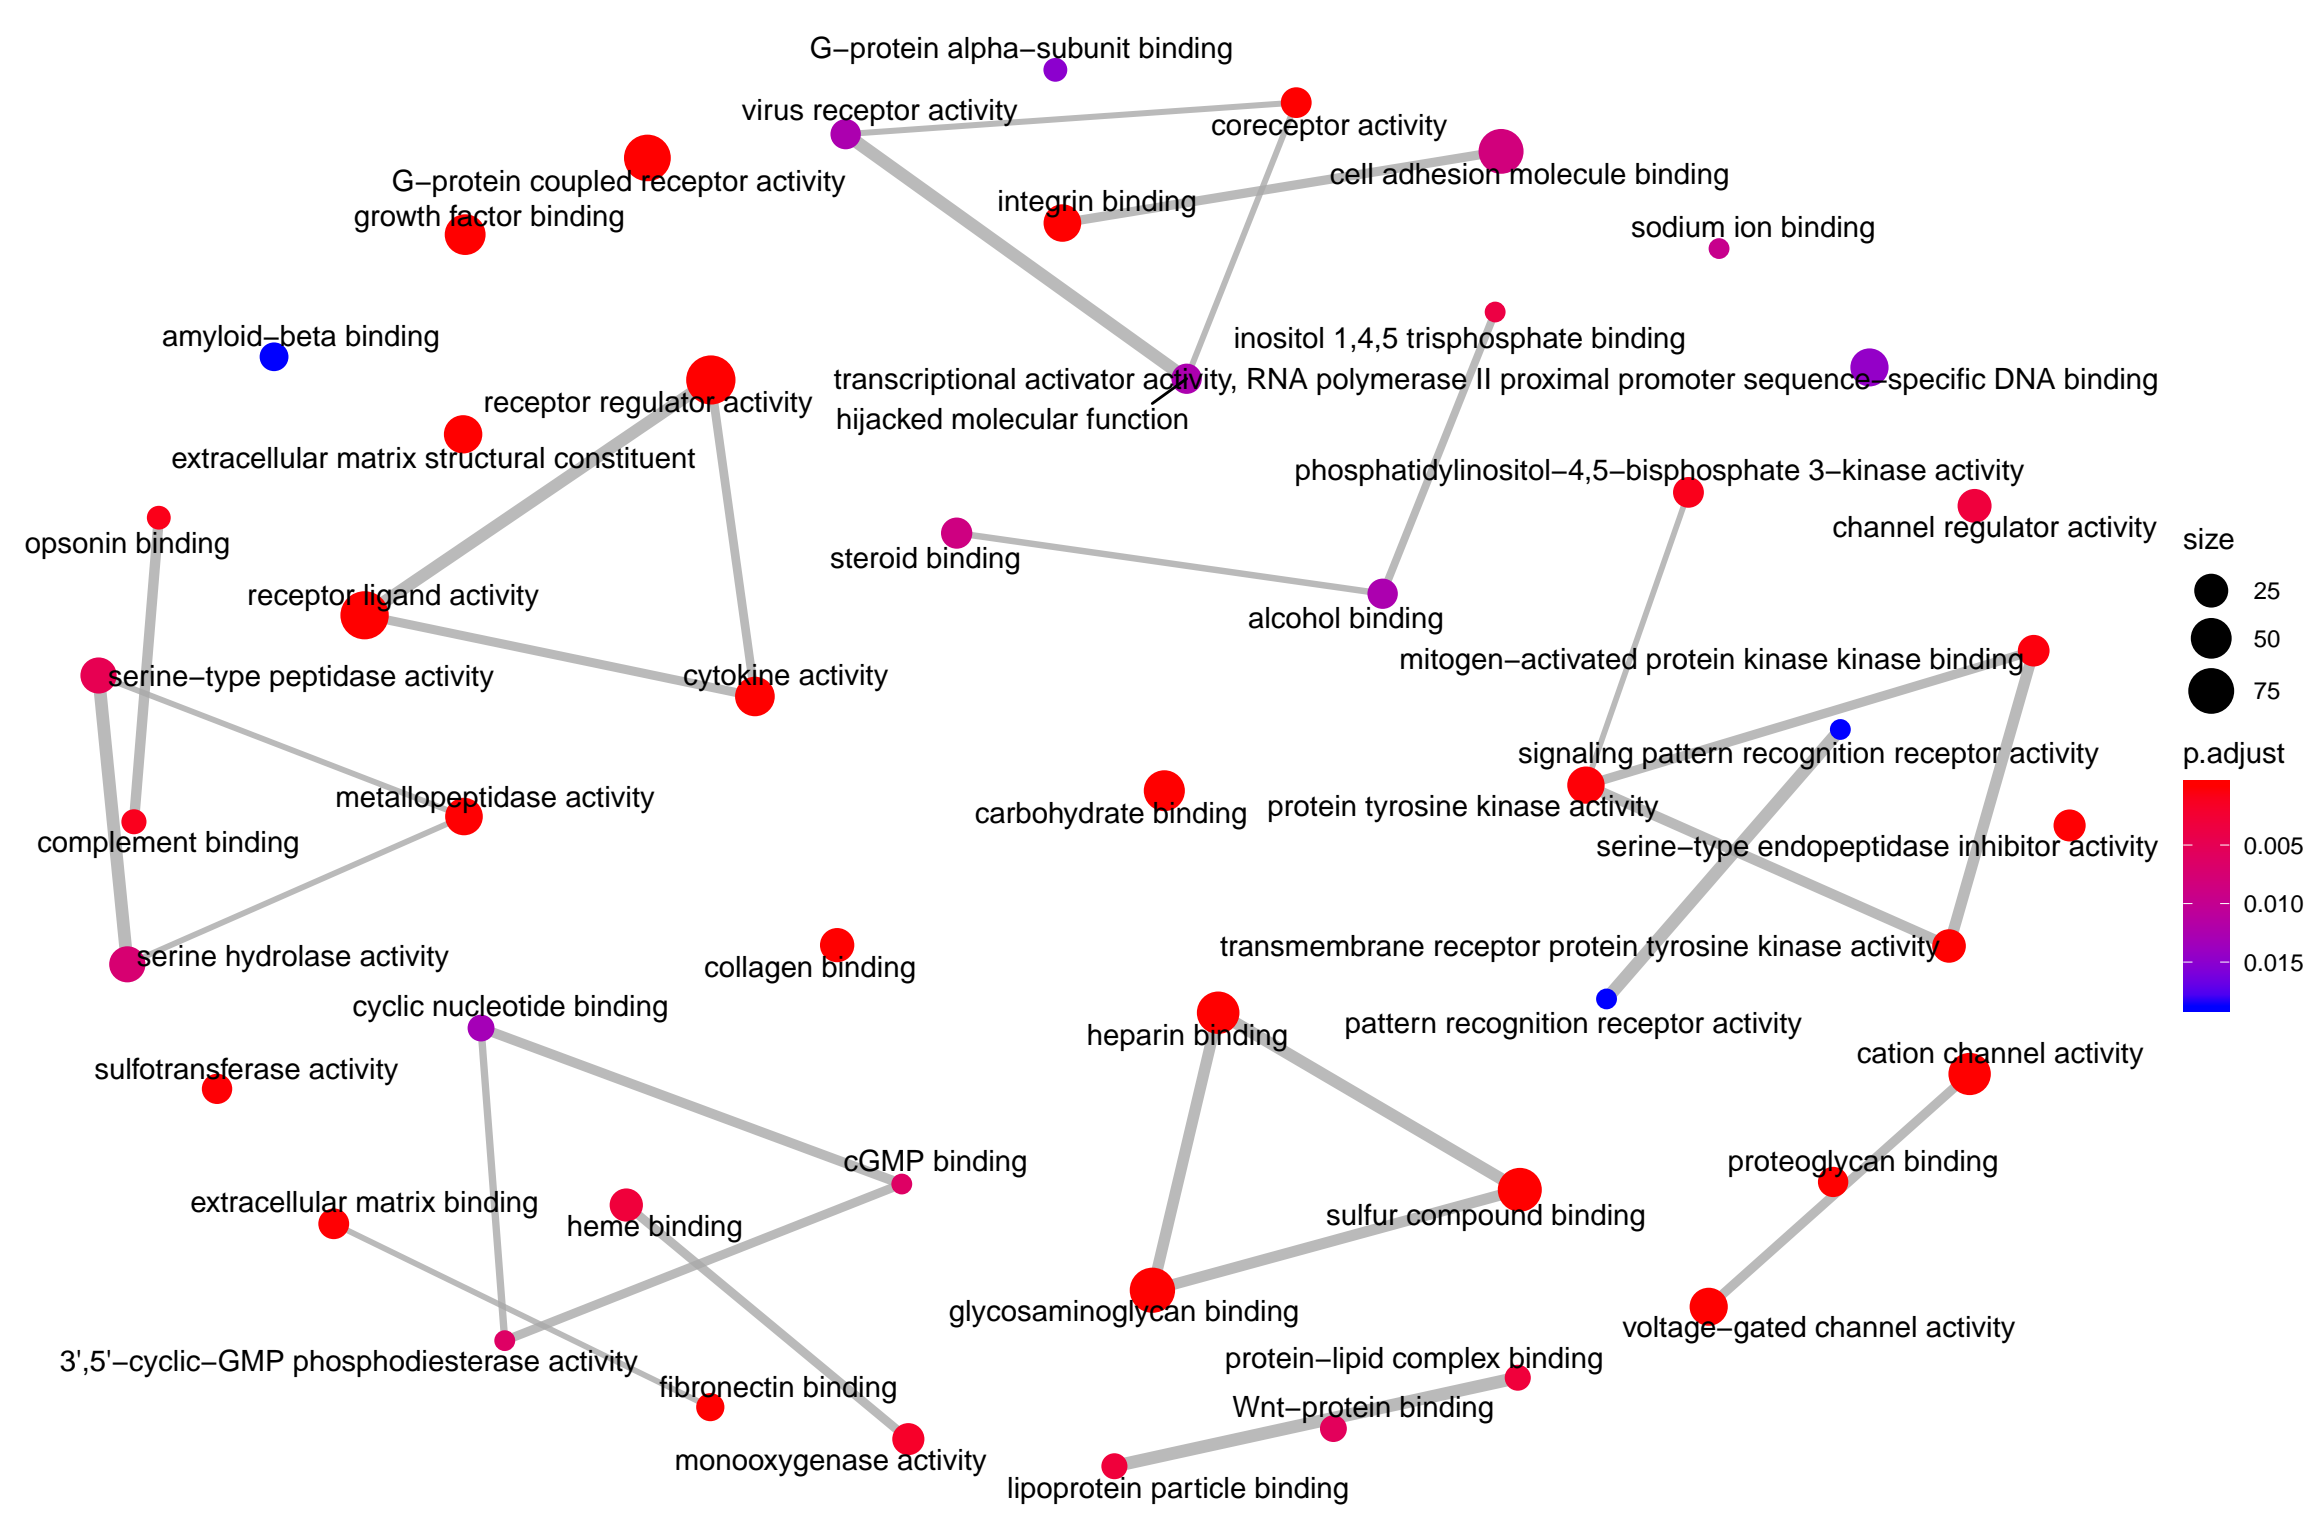 G−protein alpha−subunit binding
virus receptor activity
coreceptor activity
G−protein coupled receptor activity
cell adhesion molecule binding
integrin binding
growth factor binding
sodium ion binding
amyloid−beta binding
inositol 1,4,5 trisphosphate binding
transcriptional activator activity, RNA polymerase II proximal promoter sequence−specific DNA binding
receptor regulator activity
hijacked molecular function
extracellular matrix structural constituent
phosphatidylinositol−4,5−bisphosphate 3−kinase activity
channel regulator activity
opsonin binding
steroid binding
receptor ligand activity
alcohol binding
mitogen−activated protein kinase kinase binding
serine−type peptidase activity
cytokine activity
signaling pattern recognition receptor activity
metallopeptidase activity
carbohydrate binding
protein tyrosine kinase activity
complement binding
serine−type endopeptidase inhibitor activity
transmembrane receptor protein tyrosine kinase activity
serine hydrolase activity
collagen binding
cyclic nucleotide binding
pattern recognition receptor activity
heparin binding
cation channel activity
sulfotransferase activity
cGMP binding
proteoglycan binding
extracellular matrix binding
heme binding
sulfur compound binding
glycosaminoglycan binding
voltage−gated channel activity
3',5'−cyclic−GMP phosphodiesterase activity
protein−lipid complex binding
fibronectin binding
Wnt−protein binding
monooxygenase activity
lipoprotein particle binding
size
25
50
75
p.adjust
0.005
0.010
0.015